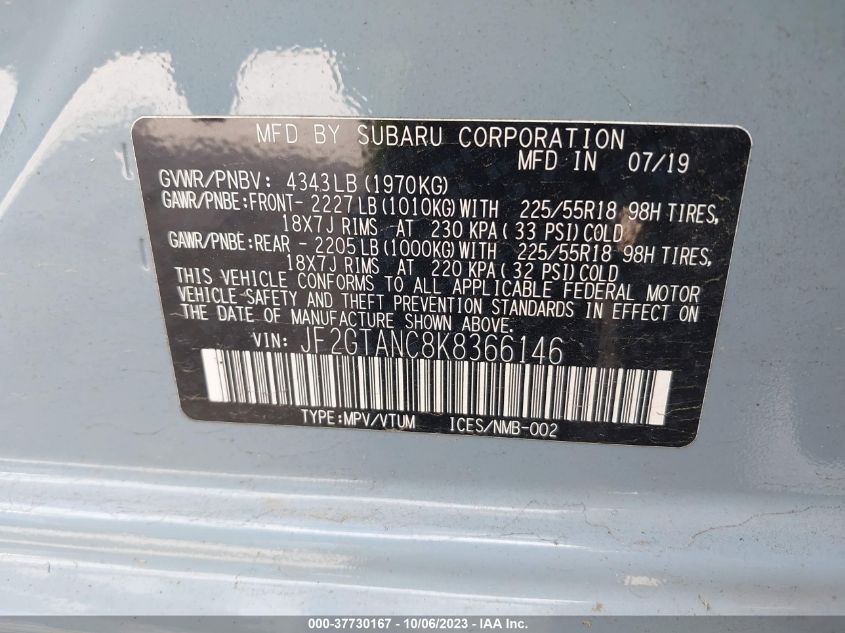 MFD BY SUBARU CORPORATION
MFD IN 07/19
GVWR/PNBV: 4343LB(1970KG)
GAWR/PNBE:FRONT- 2227LB(1010KG)WITH 225/55R18 98H TIRES,
18X7J RIMS AT 230 KPA( 33 PSI)COLD
GAWR/PNBE:REAR - 2205LB(1000KG)WITH 225/55R18 98H TIRES,
18X7J RIMS AT 220 KPA( 32 PSI)COLD
THIS VEHICLE CONFORMS TO ALL APPLICABLE FEDERAL MOTOR
VEHICLE-SAFETY AND THEFT PREVENTION STANDARDS IN EFFECT ON
THE DATE OF MANUFACTURE SHOWN ABOVE.
VIN: JF2GTANC8K8366146
TYPE:MPV/VTUM ICES/NMB-002
000-37730167 - 10/06/2023 - IAA Inc.